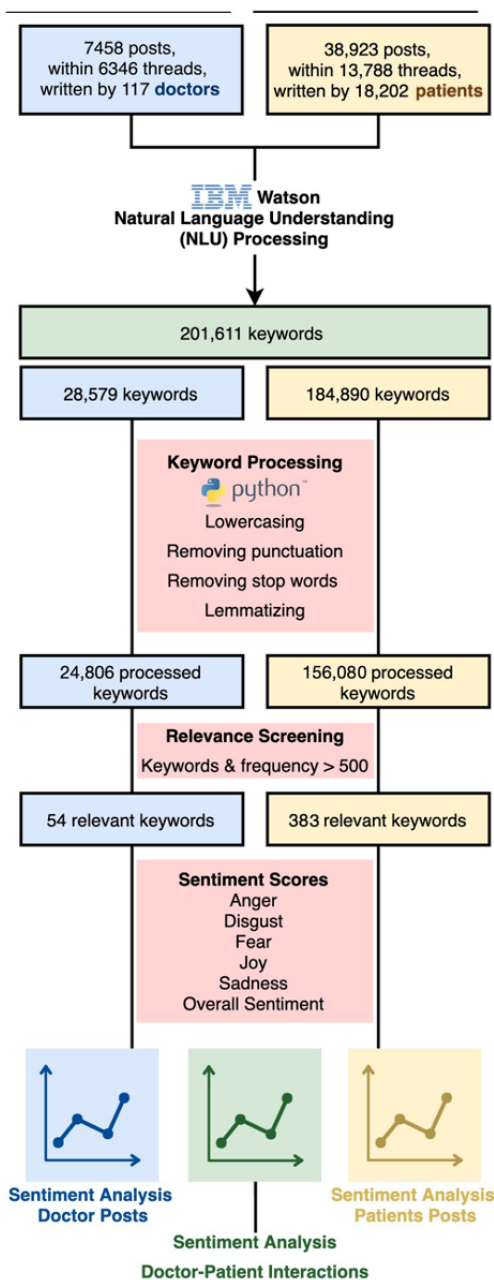 7458 posts,
within 6346 threads,
written by 117 doctors
38,923 posts,
within 13,788 threads,
written by 18,202 patients
IBM Watson
Natural Language Understanding
(NLU) Processing
201,611 keywords
28,579 keywords
184,890 keywords
Keyword Processing
python™
Lowercasing
Removing punctuation
Removing stop words
Lemmatizing
24,806 processed
keywords
156,080 processed
keywords
Relevance Screening
Keywords & frequency > 500
54 relevant keywords
383 relevant keywords
Sentiment Scores
Anger
Disgust
Fear
Joy
Sadness
Overall Sentiment
Sentiment Analysis
Doctor Posts
Sentiment Analysis
Patients Posts
Sentiment Analysis
Doctor-Patient Interactions